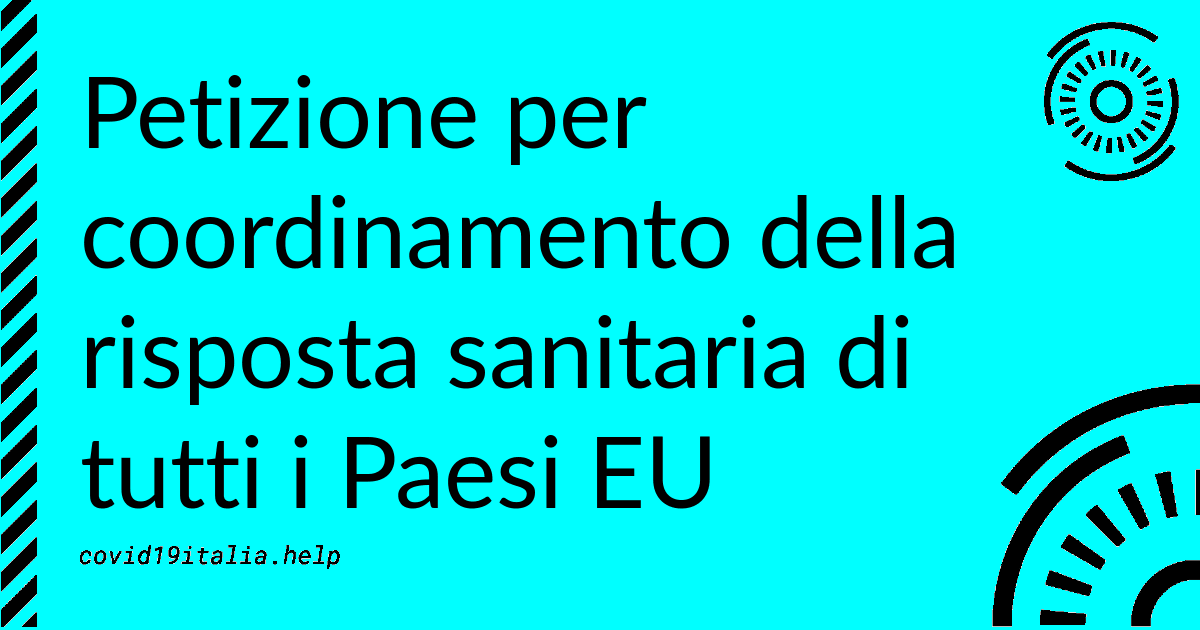 Petizione per
coordinamento della
risposta sanitaria di
tutti i Paesi EU
covid19italia.help